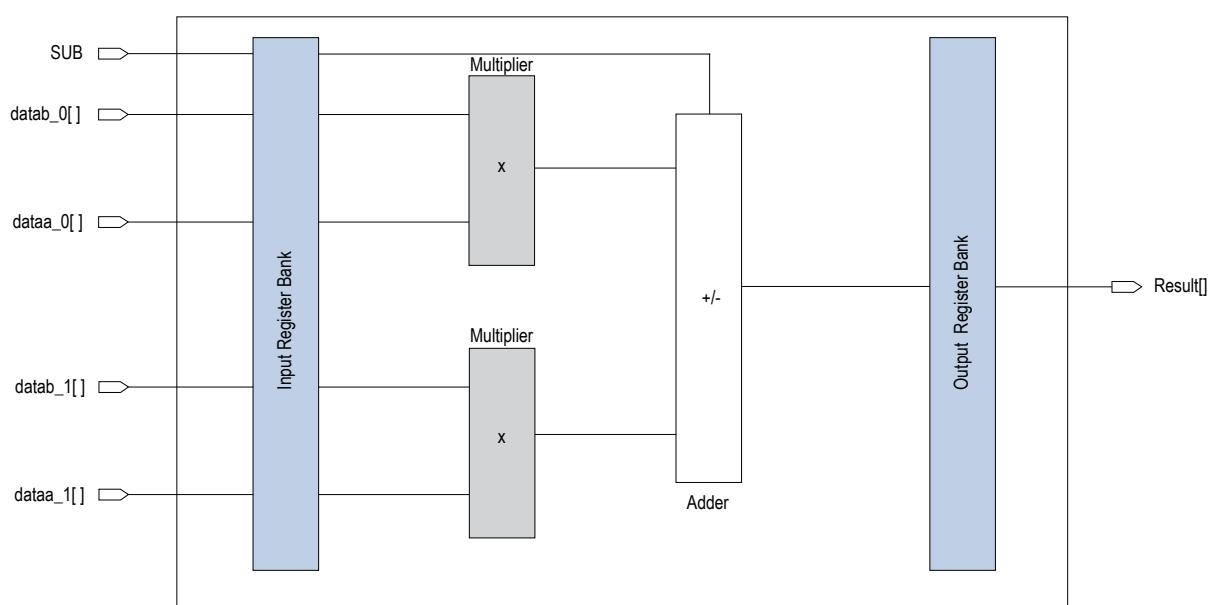 SUB
Multiplier
datab_0[ ]
x
dataa_0[ ]
Input Register Bank
+/-
Output Register Bank
Result[]
Multiplier
datab_1[ ]
x
dataa_1[ ]
Adder